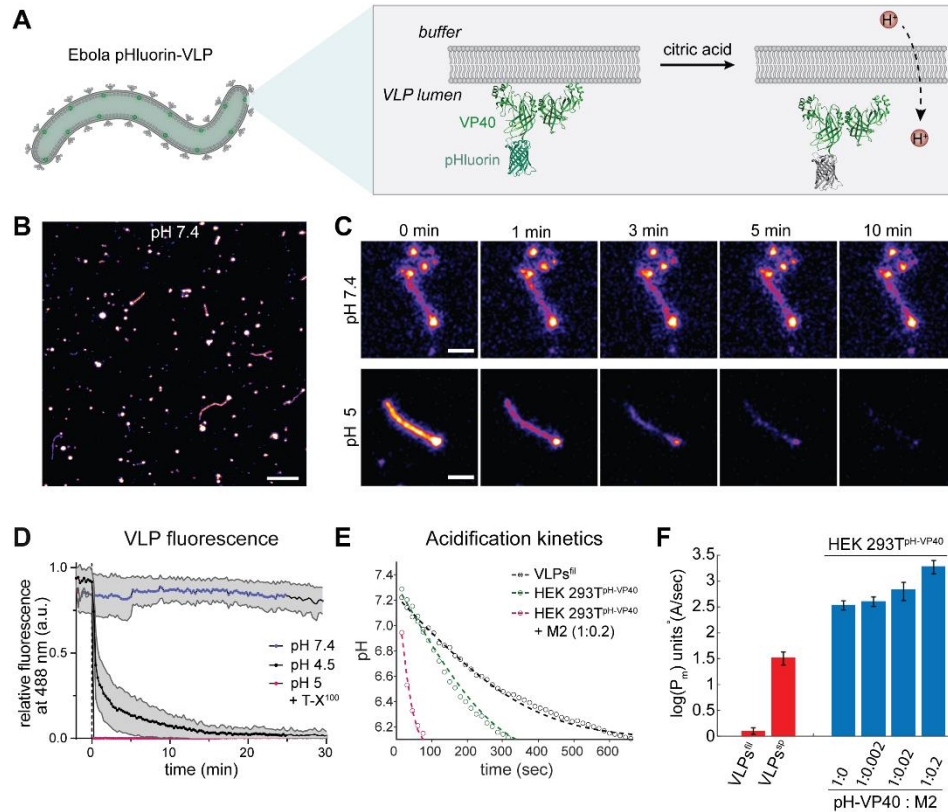 A
Ebola pHluorin-VLP
buffer
citric acid
H+
VLP lumen
VP40
pHluorin
H+
B
pH 7.4
C
0 min
1 min
3 min
5 min
10 min
pH 7.4
pH 5
D
VLP fluorescence
relative fluorescence
at 488 nm (a.u.)
1.0
0.5
0.0
pH 7.4
pH 4.5
pH 5
+ T-X¹⁰⁰
0
10
20
30
time (min)
E
Acidification kinetics
VLPsᶠⁱˡ
HEK 293Tᵖᴴ⁻ⱽᴾ⁴⁰
HEK 293Tᵖᴴ⁻ⱽᴾ⁴⁰
+ M2 (1:0.2)
pH
7.4
7.2
7.0
6.8
6.6
6.4
6.2
0
100
200
300
400
500
600
time (sec)
F
HEK 293Tᵖᴴ⁻ⱽᴾ⁴⁰
log(Pₘ) units (Å/sec)
3.5
3
2.5
2
1.5
1
0.5
0
VLPsᶠⁱˡ
VLPsˢᵖ
1:0
1:0.002
1:0.02
1:0.2
pH-VP40 : M2